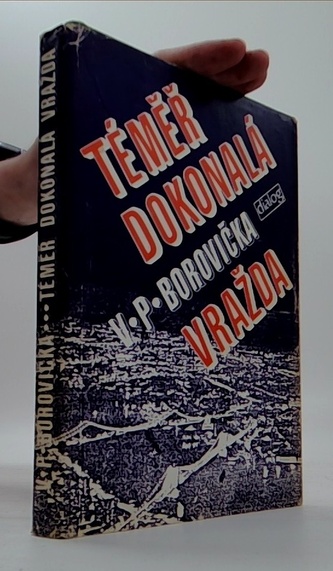 TÉMĚŘ
DOKONALÁ
dialog
V•P•BOROVIČKA
VRAŽDA
V•P•BOROVIČKA•••TÉMĚŘ DOKONALÁ VRAŽDA